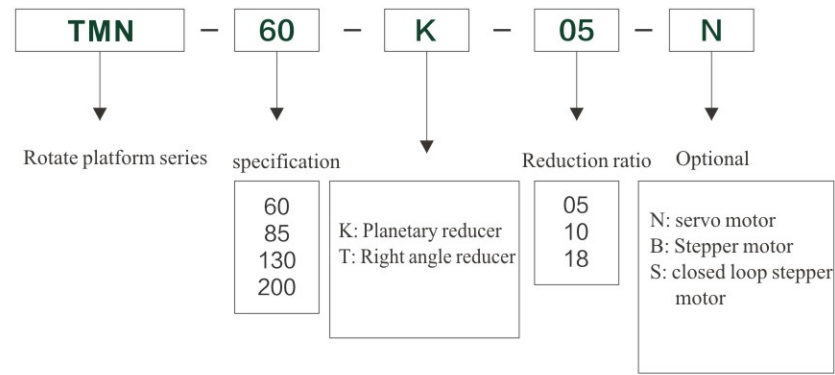 TMN – 60 – K – 05 – N
Rotate platform series
specification
Reduction ratio
Optional
60
85
130
200
K: Planetary reducer
T: Right angle reducer
05
10
18
N: servo motor
B: Stepper motor
S: closed loop stepper
motor